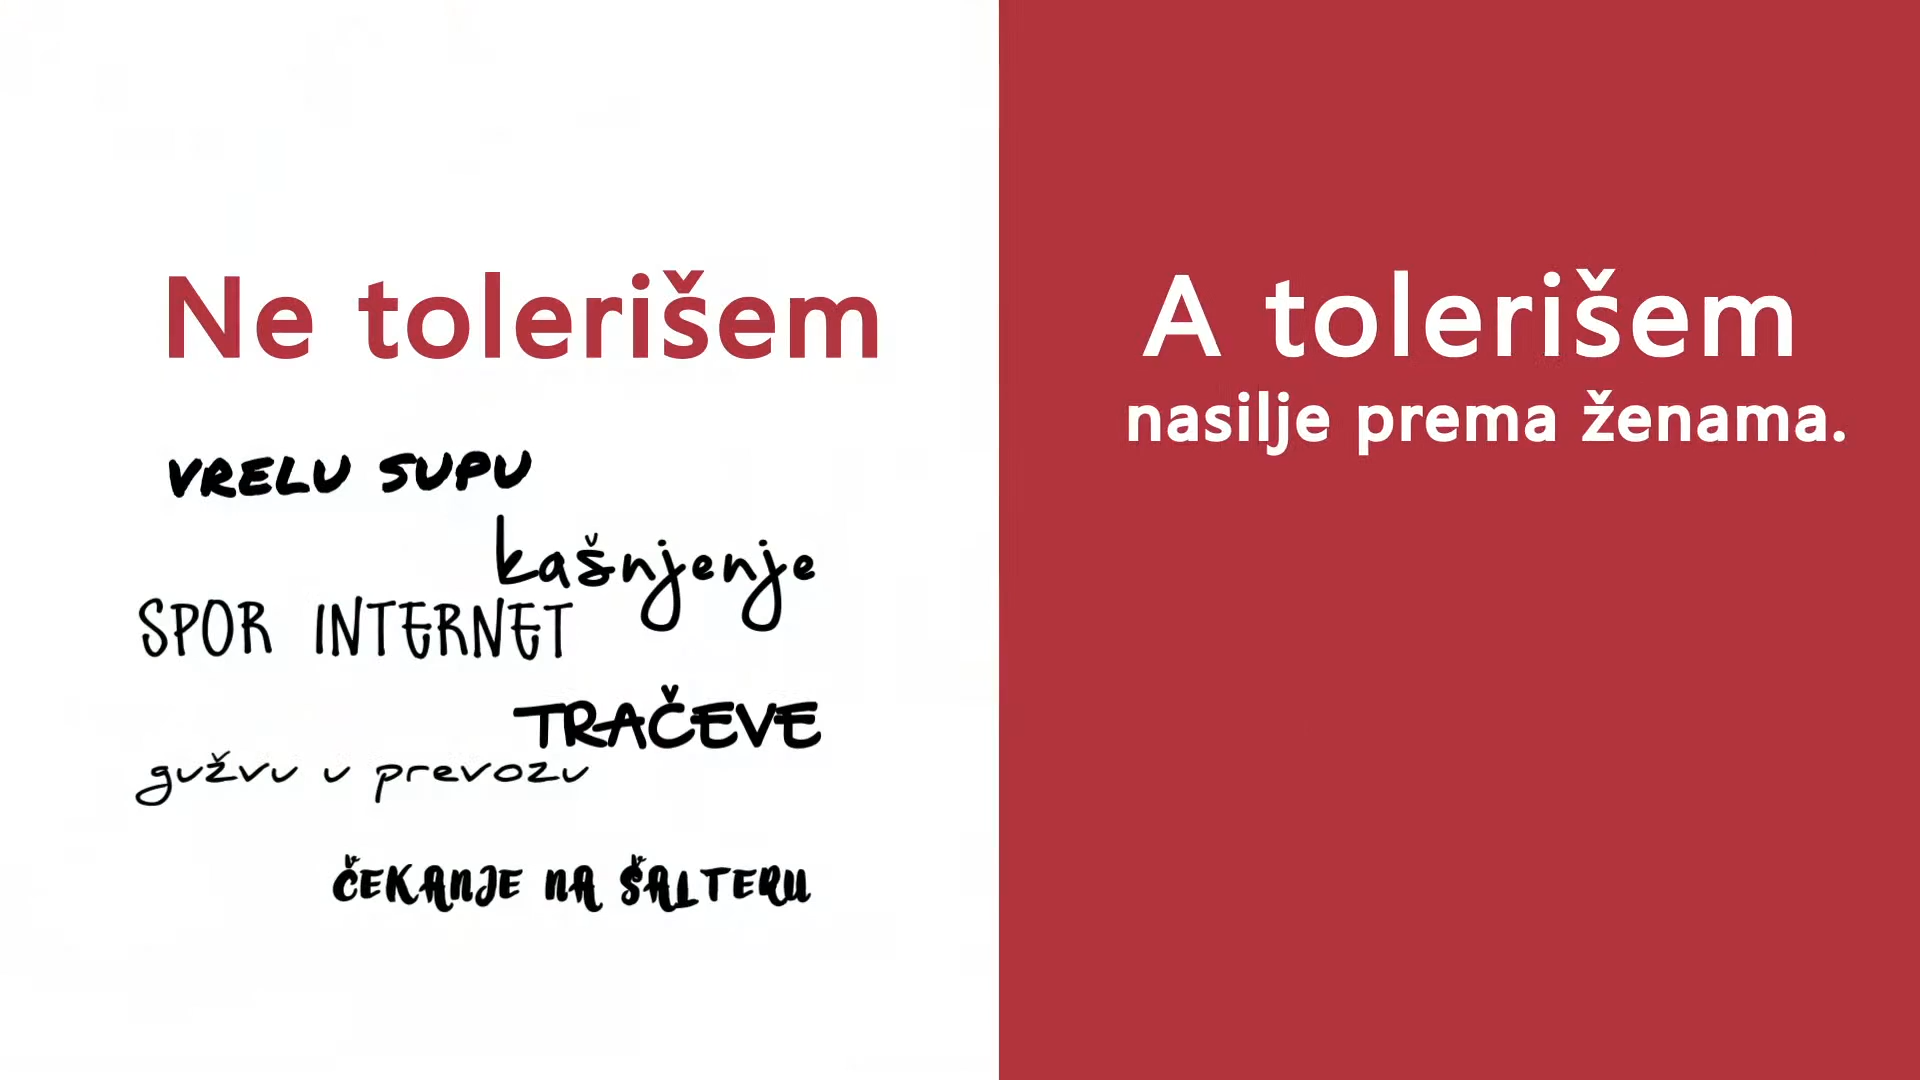 Ne tolerišem
VRELU SUPU
kašnjenje
SPOR INTERNET
TRAČEVE
gužvu u prevozu
ČEKANJE NA ŠALTERU
A tolerišem
nasilje prema ženama.